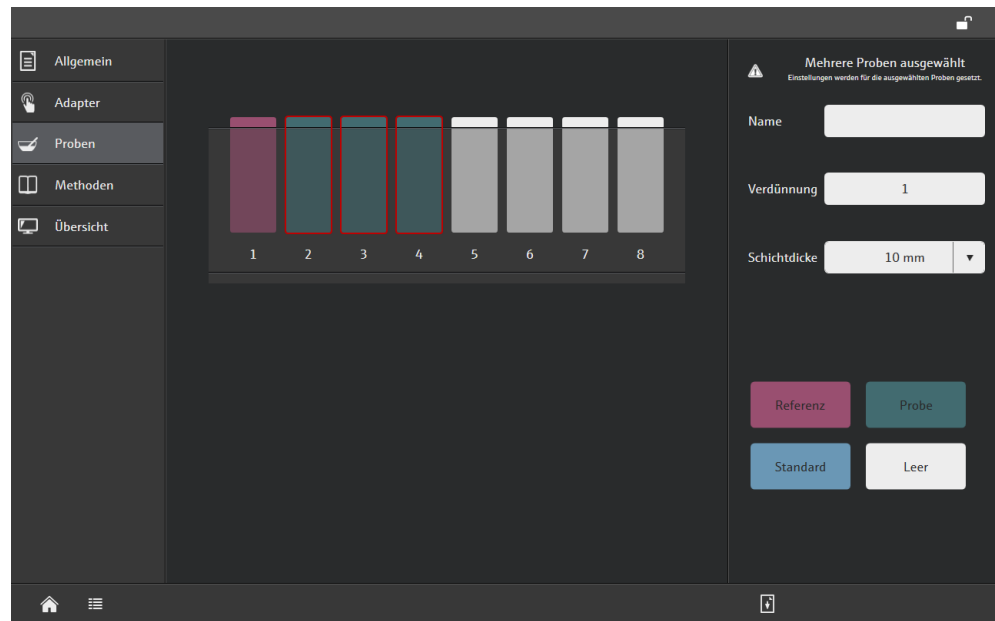 Allgemein
Adapter
Proben
Methoden
Übersicht
1 2 3 4 5 6 7 8
Mehrere Proben ausgewählt
Einstellungen werden für die ausgewählten Proben gesetzt.
Name
Verdünnung 1
Schichtdicke 10 mm
Referenz Probe
Standard Leer